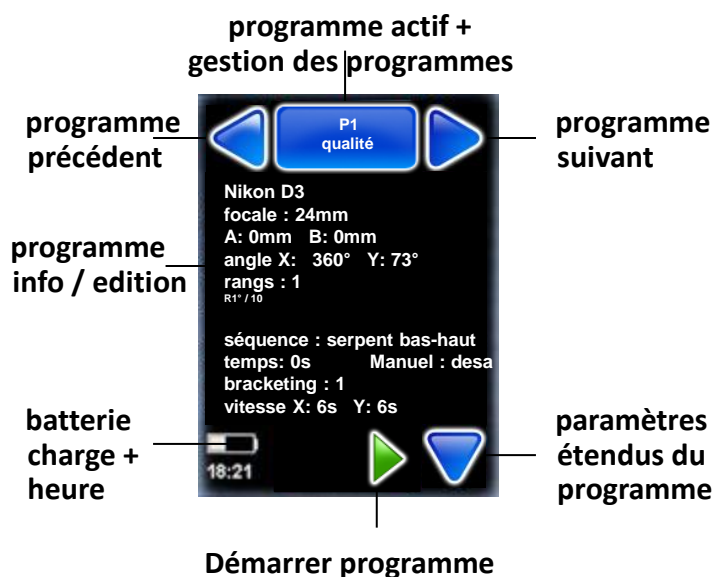 programme actif +
gestion des programmes
programme
précédent
P1
qualité
programme
suivant
Nikon D3
focale : 24mm
A: 0mm B: 0mm
angle X: 360° Y: 73°
rangs : 1
R1° / 10
programme
info / edition
séquence : serpent bas-haut
temps: 0s Manuel : desa
bracketing : 1
vitesse X: 6s Y: 6s
batterie
charge +
heure
18:21
paramètres
étendus du
programme
Démarrer programme